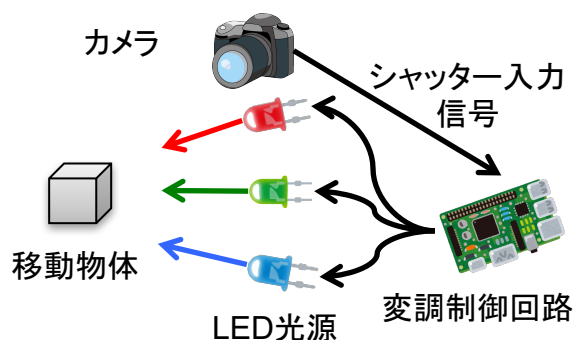 カメラ
シャッター入力
信号
移動物体
LED光源
変調制御回路